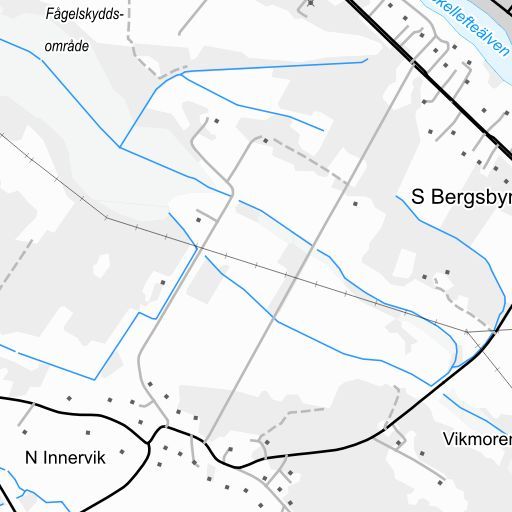 Fågelskydds-
område
kellefteälven
S Bergsbyn
N Innervik
Vikmoren